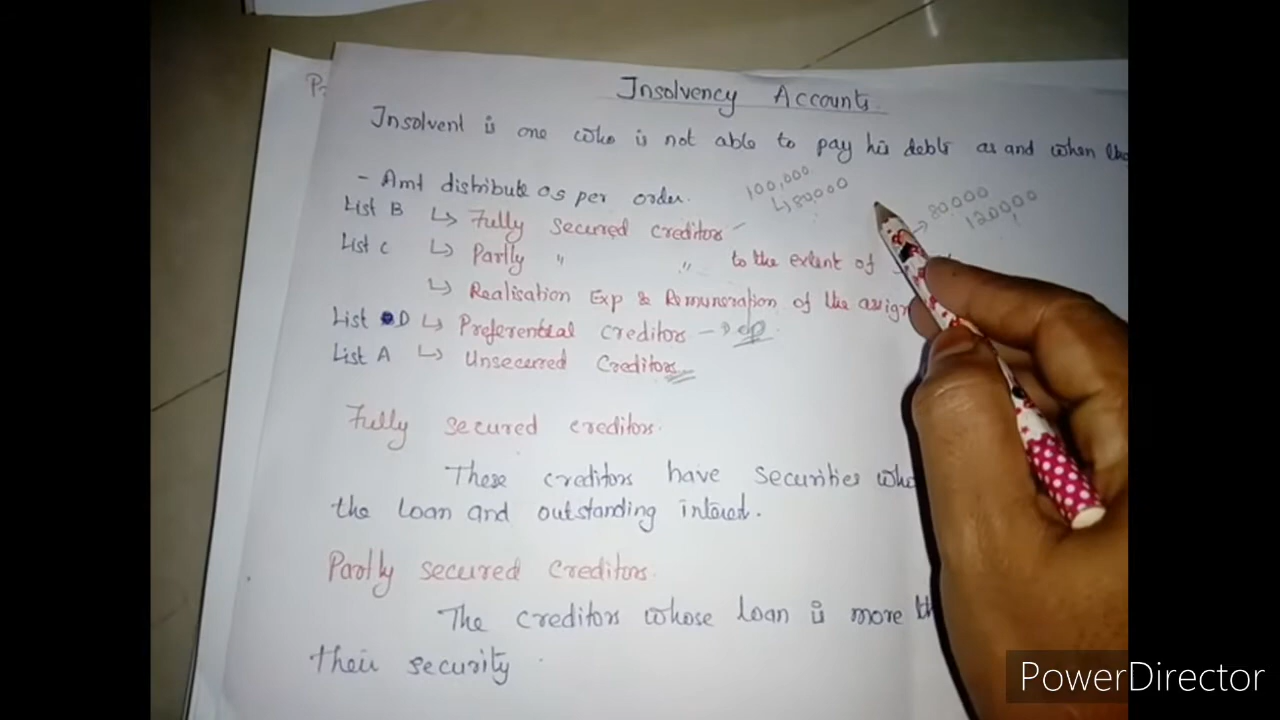 Insolvency Accounts.
Insolvent is one who is not able to pay his debts as and when
- Amt distribute as per order.
100,000
↳ 80000
→ 80000
120000
List B ↳ Fully secured creditors
List C ↳ Partly " " to the extent of
↳ Realisation Exp & Remuneration of the
List D ↳ Preferential creditors →
List A ↳ Unsecurred Creditors
Fully secured creditors.
These creditors have securities
the loan and outstanding interest.
Partly secured creditors.
The creditors whose loan is more
their security
PowerDirector